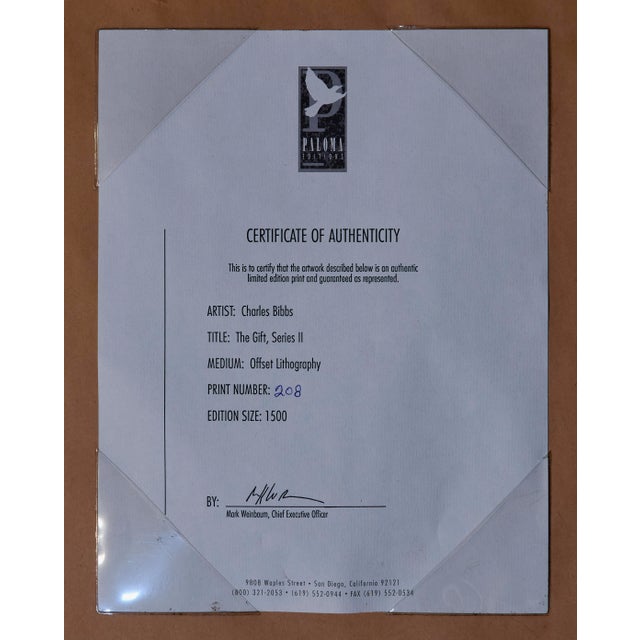 P
PALOMA
EDITIONS
CERTIFICATE OF AUTHENTICITY
This is to certify that the artwork described below is an authentic
limited edition print and guaranteed as represented.
ARTIST: Charles Bibbs
TITLE: The Gift, Series II
MEDIUM: Offset Lithography
PRINT NUMBER: 208
EDITION SIZE: 1500
BY:
Mark Weinbaum, Chief Executive Officer
9808 Waples Street • San Diego, California 92121
(800) 321-2053 • (619) 552-0944 • FAX (619) 552-0534